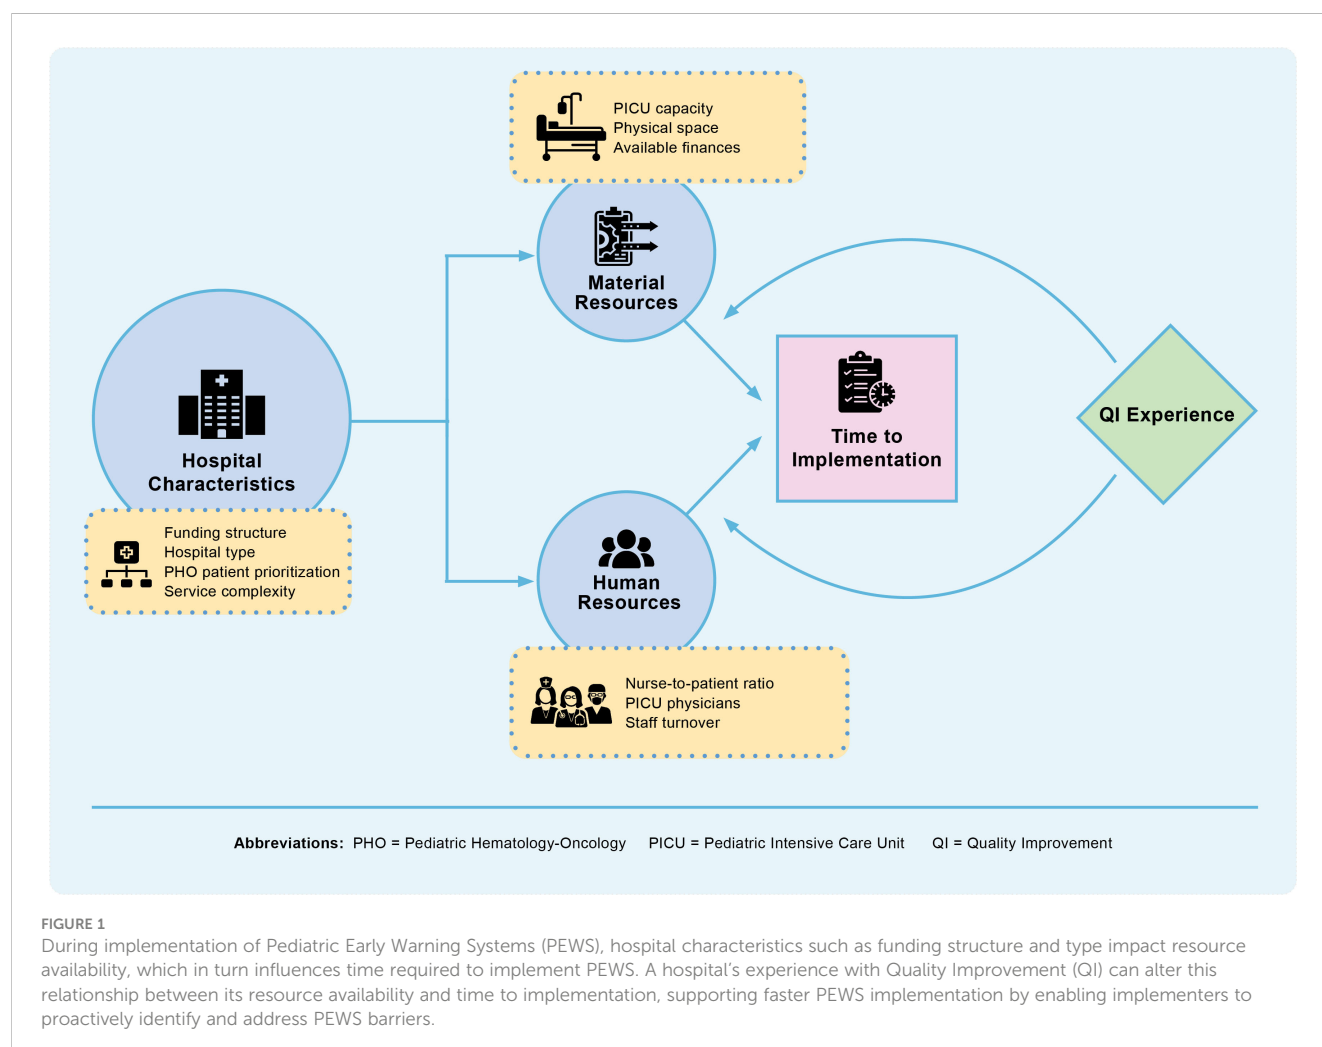 PICU capacity
Physical space
Available finances
Material
Resources
Hospital
Characteristics
Funding structure
Hospital type
PHO patient prioritization
Service complexity
Time to
Implementation
QI Experience
Human
Resources
Nurse-to-patient ratio
PICU physicians
Staff turnover
Abbreviations: PHO = Pediatric Hematology-Oncology PICU = Pediatric Intensive Care Unit QI = Quality Improvement
FIGURE 1
During implementation of Pediatric Early Warning Systems (PEWS), hospital characteristics such as funding structure and type impact resource
availability, which in turn influences time required to implement PEWS. A hospital's experience with Quality Improvement (QI) can alter this
relationship between its resource availability and time to implementation, supporting faster PEWS implementation by enabling implementers to
proactively identify and address PEWS barriers.